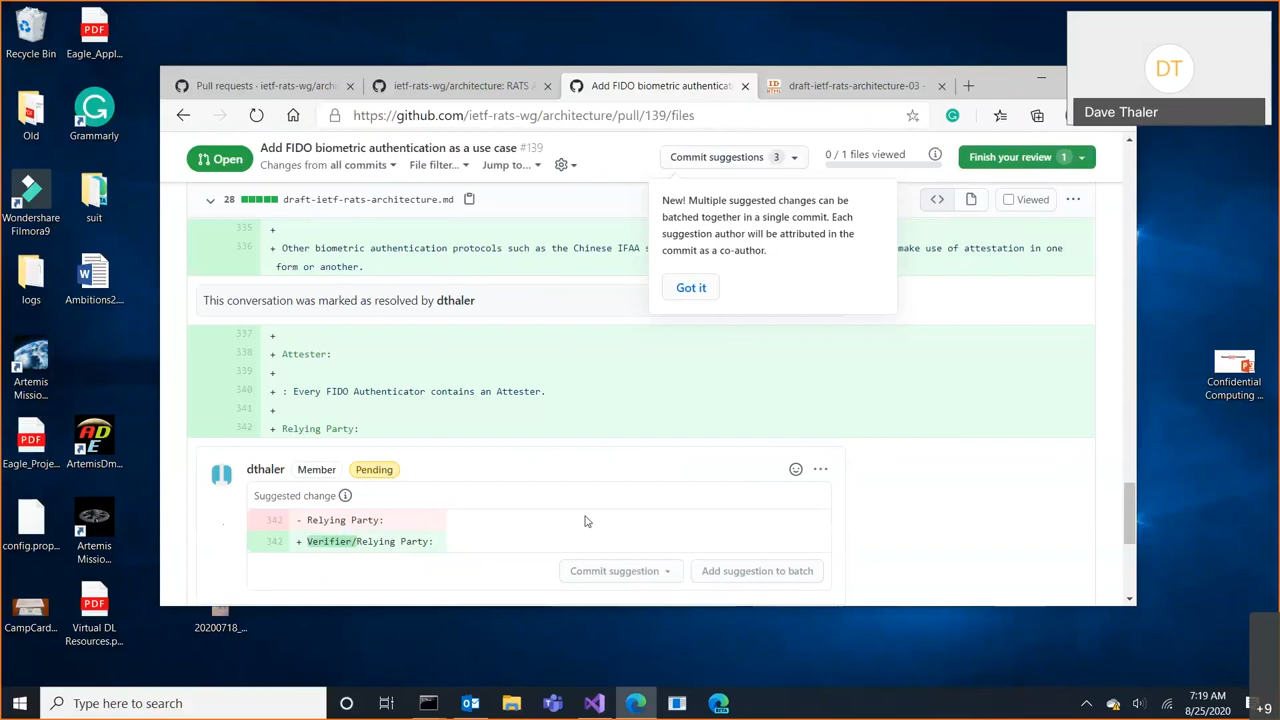 Recycle Bin
Eagle_Appl...
Old
Grammarly
Wondershare
Filmora9
suit
logs
Ambitions2...
Artemis
Missio...
Eagle_Proje...
ArtemisDm...
config.prop...
Artemis
Missio...
CampCard...
Virtual DL
Resources.p...
20200718_...
Confidential
Computing ...
DT
Dave Thaler
Pull requests · ietf-rats-wg/archi
ietf-rats-wg/architecture: RATS A
Add FIDO biometric authenticat
draft-ietf-rats-architecture-03 -
https://github.com/ietf-rats-wg/architecture/pull/139/files
Open
Add FIDO biometric authentication as a use case #139
Changes from all commits
File filter...
Jump to...
Commit suggestions 3
0 / 1 files viewed
Finish your review 1
New! Multiple suggested changes can be
batched together in a single commit. Each
suggestion author will be attributed in the
commit as a co-author.
Got it
28 draft-ietf-rats-architecture.md
Viewed
335 +
336 + Other biometric authentication protocols such as the Chinese IFAA s make use of attestation in one
form or another.
This conversation was marked as resolved by dthaler
337 +
338 + Attester:
339 +
340 + : Every FIDO Authenticator contains an Attester.
341 +
342 + Relying Party:
dthaler Member Pending
Suggested change
342 - Relying Party:
342 + Verifier/Relying Party:
Commit suggestion
Add suggestion to batch
Type here to search
7:19 AM
8/25/2020
+9